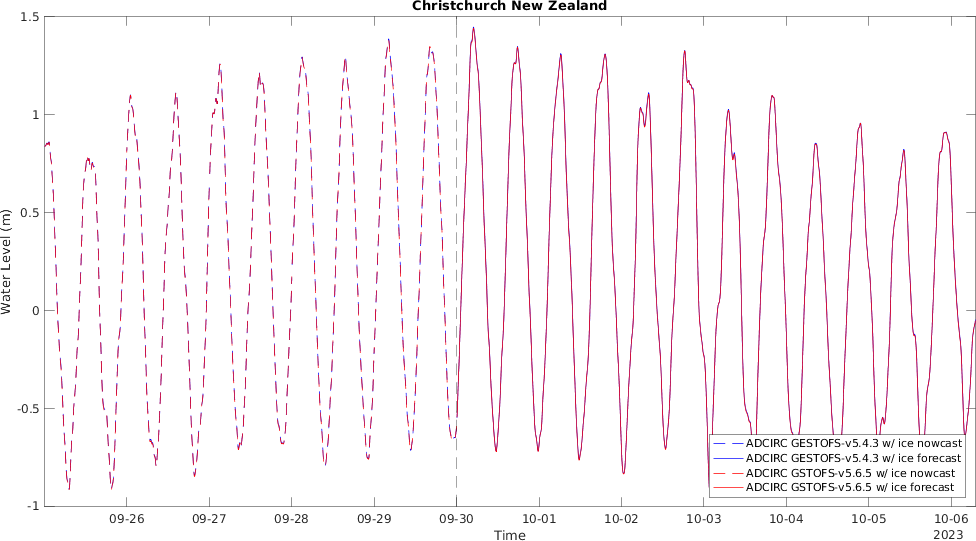 Christchurch New Zealand
1.5
1
0.5
0
-0.5
-1
Water Level (m)
09-26 09-27 09-28 09-29 09-30 10-01 10-02 10-03 10-04 10-05 10-06
2023
Time
ADCIRC GESTOFS-v5.4.3 w/ ice nowcast
ADCIRC GESTOFS-v5.4.3 w/ ice forecast
ADCIRC GSTOFS-v5.6.5 w/ ice nowcast
ADCIRC GSTOFS-v5.6.5 w/ ice forecast